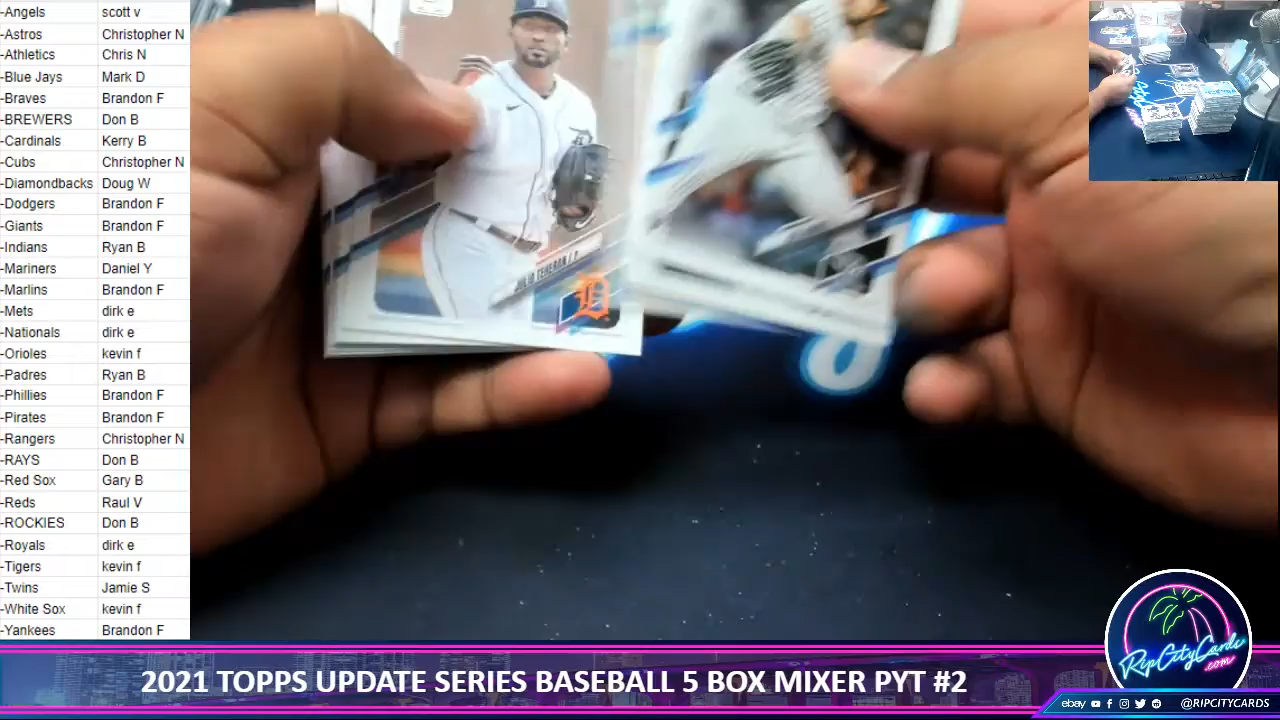 -Angels scott v
-Astros Christopher N
-Athletics Chris N
-Blue Jays Mark D
-Braves Brandon F
-BREWERS Don B
-Cardinals Kerry B
-Cubs Christopher N
-Diamondbacks Doug W
-Dodgers Brandon F
-Giants Brandon F
-Indians Ryan B
-Mariners Daniel Y
-Marlins Brandon F
-Mets dirk e
-Nationals dirk e
-Orioles kevin f
-Padres Ryan B
-Phillies Brandon F
-Pirates Brandon F
-Rangers Christopher N
-RAYS Don B
-Red Sox Gary B
-Reds Raul V
-ROCKIES Don B
-Royals dirk e
-Tigers kevin f
-Twins Jamie S
-White Sox kevin f
-Yankees Brandon F
D
2021 TOPPS UPDATE SERIES BASEBALL 5 BOX MIXER PYT #2
RipCityCards
.com
ebay @RIPCITYCARDS